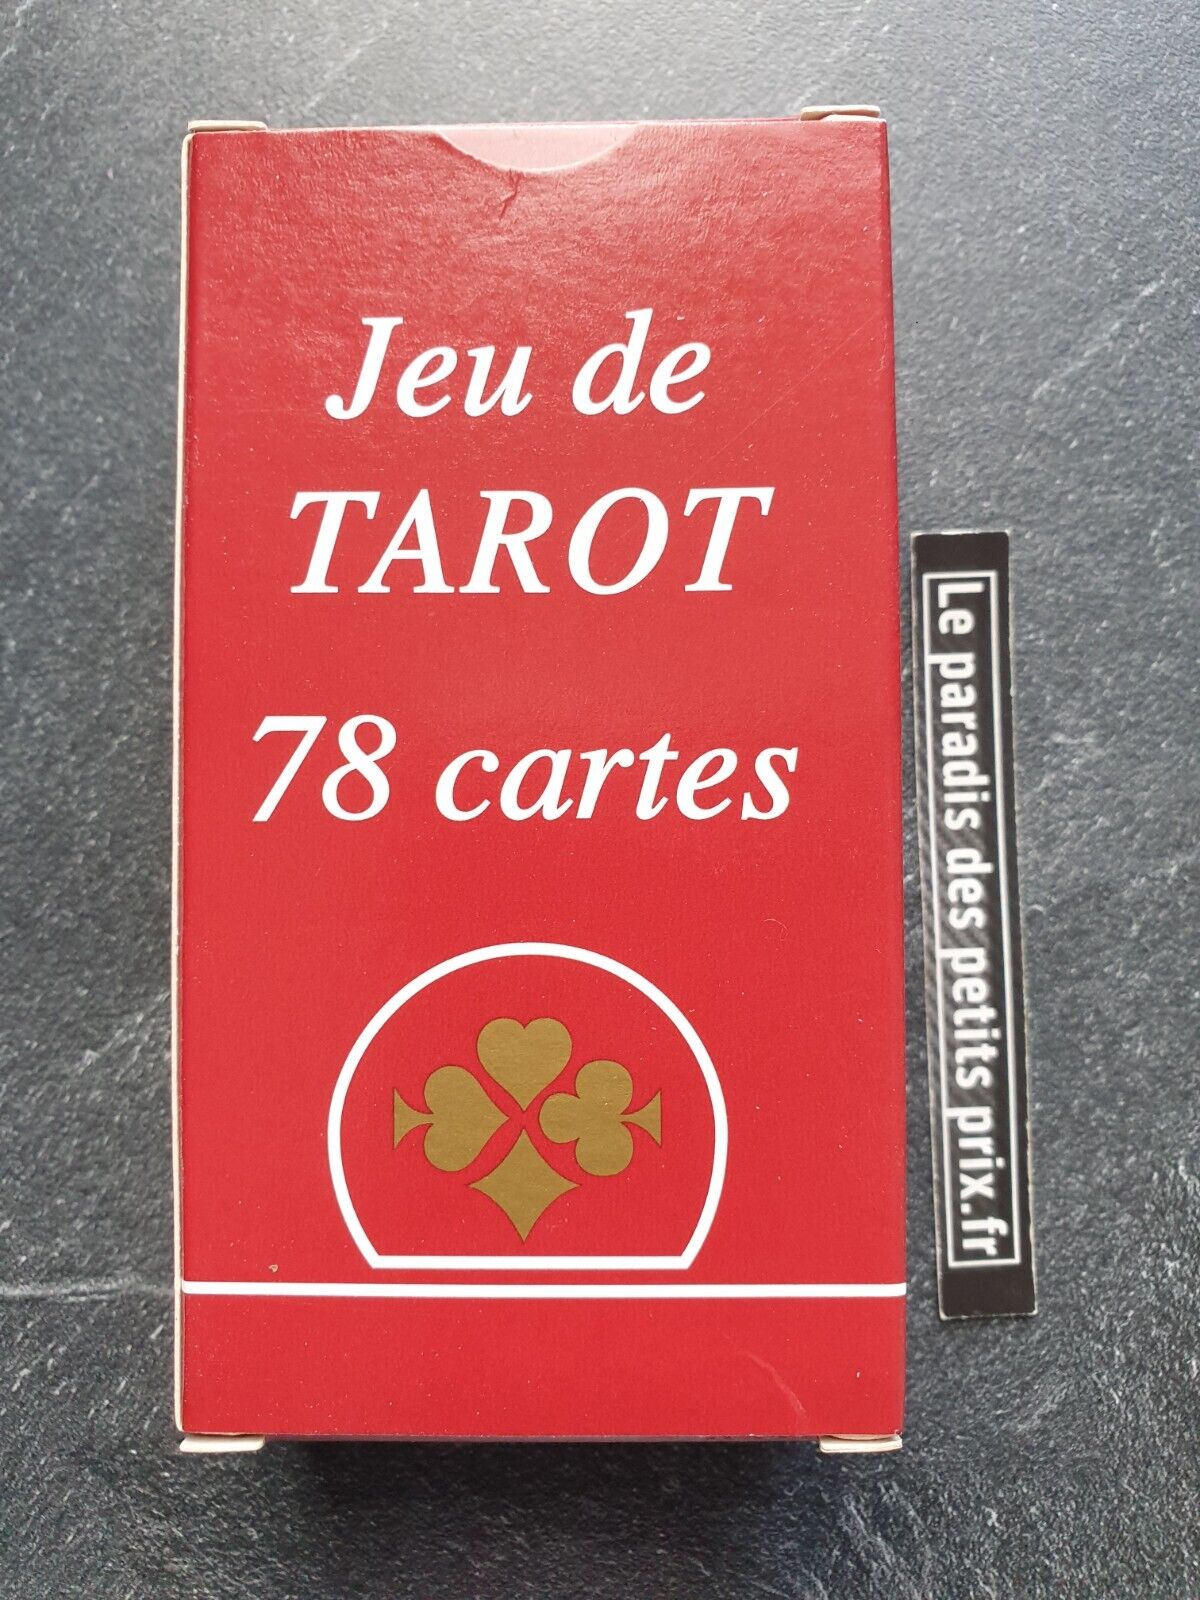 Jeu de
TAROT
78 cartes
Le paradis des petits prix.fr